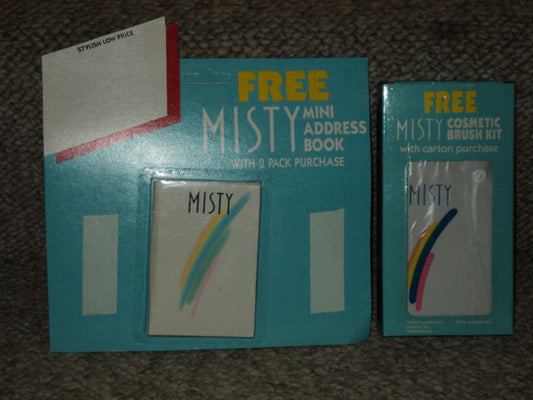 STYLISH LOW PRICE
FREE
MISTY MINI
ADDRESS
BOOK
WITH 2 PACK PURCHASE
MISTY
FREE
MISTY COSMETIC
BRUSH KIT
with carton purchase
MISTY